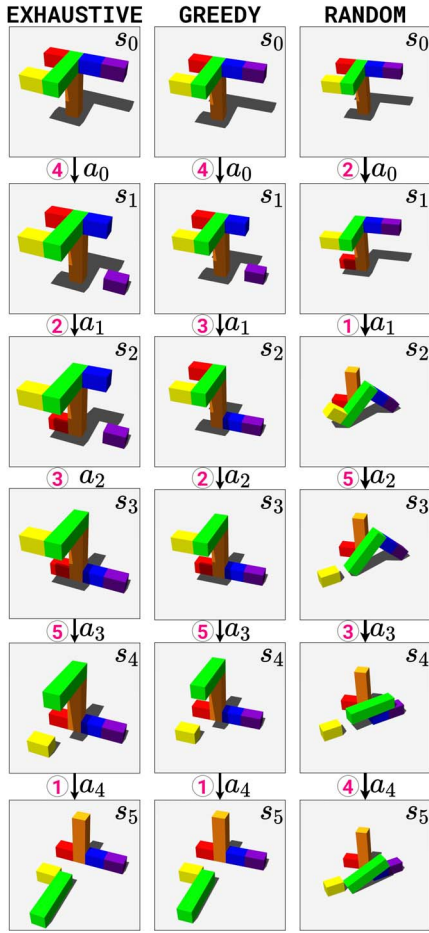 EXHAUSTIVE GREEDY RANDOM
s₀ s₀ s₀
④ a₀ ④ a₀ ② a₀
s₁ s₁ s₁
② a₁ ③ a₁ ① a₁
s₂ s₂ s₂
③ a₂ ② a₂ ⑤ a₂
s₃ s₃ s₃
⑤ a₃ ⑤ a₃ ③ a₃
s₄ s₄ s₄
① a₄ ① a₄ ④ a₄
s₅ s₅ s₅